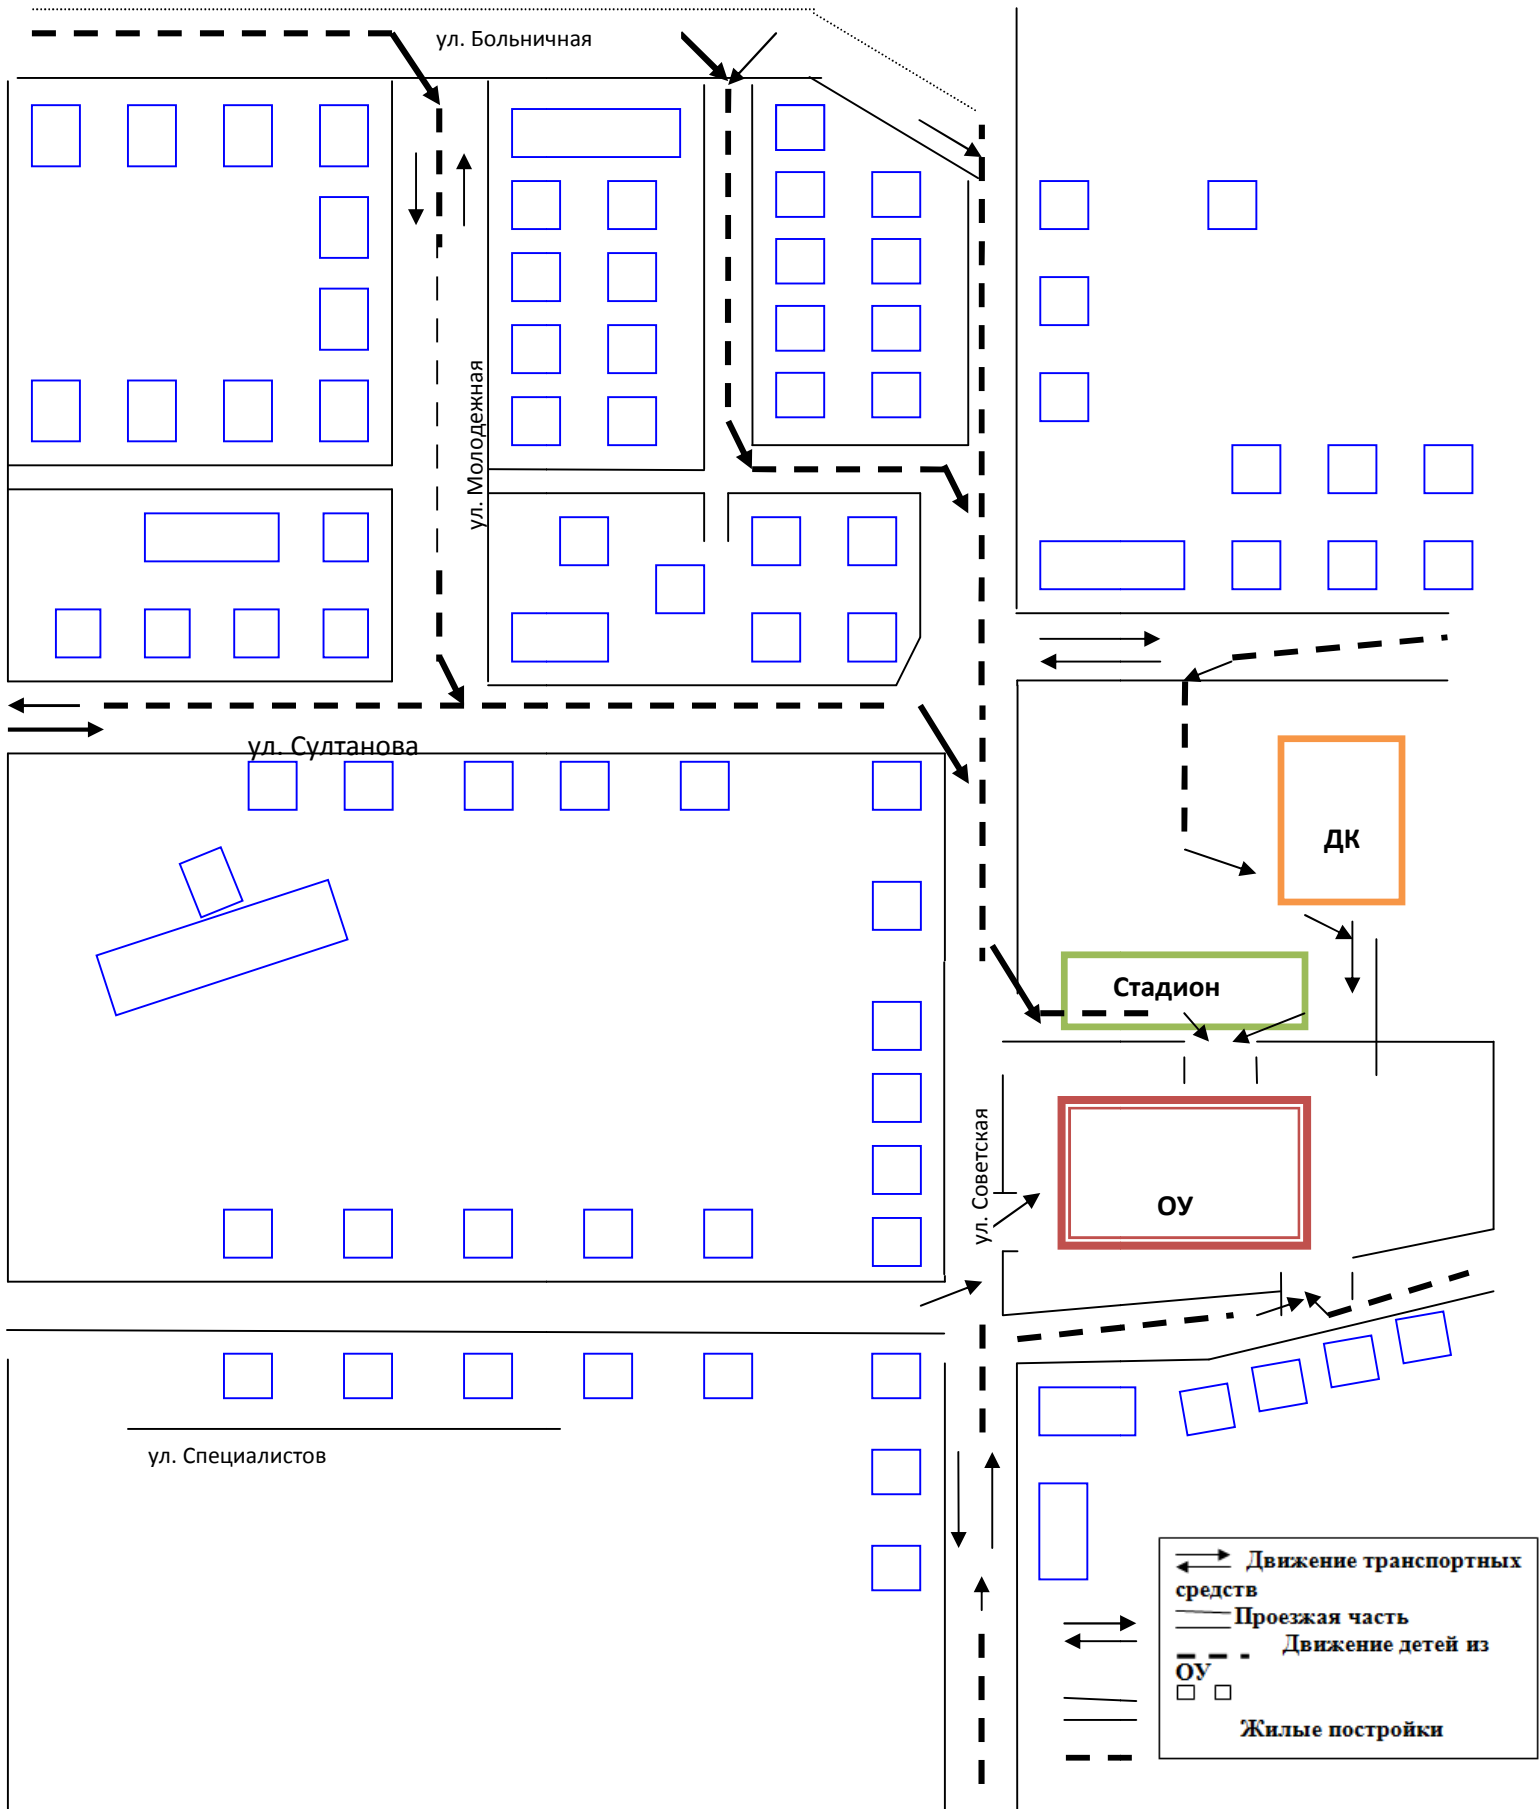 ул. Больничная
ул. Молодежная
ул. Султанова
ДК
Стадион
ул. Советская
ОУ
ул. Специалистов
Движение транспортных
средств
Проезжая часть
Движение детей из
ОУ
Жилые постройки